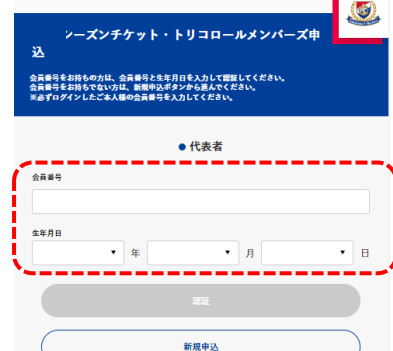 シーズンチケット・トリコロールメンバーズ申
込
会員番号をお持ちの方は、会員番号と生年月日を入力して認証してください。
会員番号をお持ちでない方は、新規申込ボタンから進んでください。
※必ずログインしたご本人様の会員番号を入力してください。
● 代表者
会員番号
生年月日
年 月 日
認証
新規申込